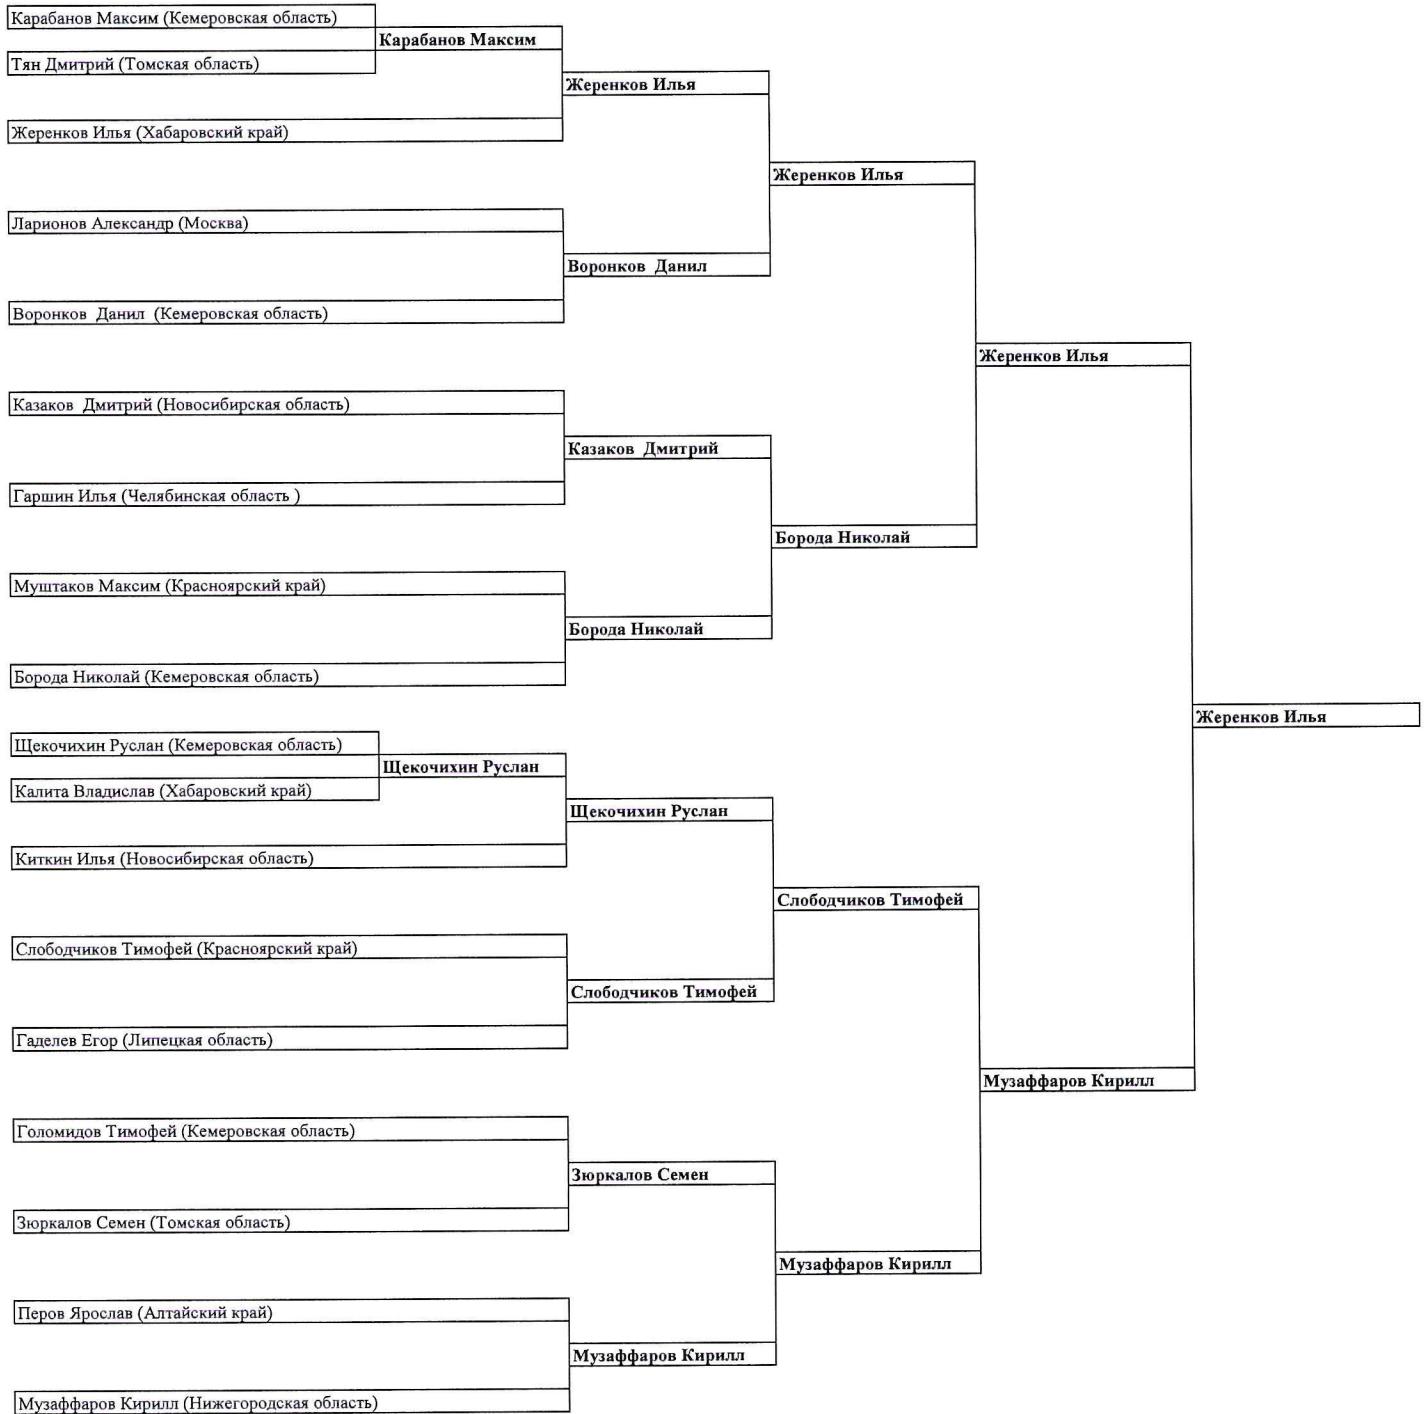 Карабанов Максим (Кемеровская область)
Карабанов Максим
Тян Дмитрий (Томская область)
Жеренков Илья
Жеренков Илья (Хабаровский край)
Жеренков Илья
Ларионов Александр (Москва)
Воронков  Данил
Воронков  Данил  (Кемеровская область)
Жеренков Илья
Казаков  Дмитрий (Новосибирская область)
Казаков  Дмитрий
Гаршин Илья (Челябинская область )
Борода Николай
Муштаков Максим (Красноярский край)
Борода Николай
Борода Николай (Кемеровская область)
Жеренков Илья
Щекочихин Руслан (Кемеровская область)
Щекочихин Руслан
Калита Владислав (Хабаровский край)
Щекочихин Руслан
Киткин Илья (Новосибирская область)
Слободчиков Тимофей
Слободчиков Тимофей (Красноярский край)
Слободчиков Тимофей
Гаделев Егор (Липецкая область)
Музаффаров Кирилл
Голомидов Тимофей (Кемеровская область)
Зюркалов Семен
Зюркалов Семен (Томская область)
Музаффаров Кирилл
Перов Ярослав (Алтайский край)
Музаффаров Кирилл
Музаффаров Кирилл (Нижегородская область)